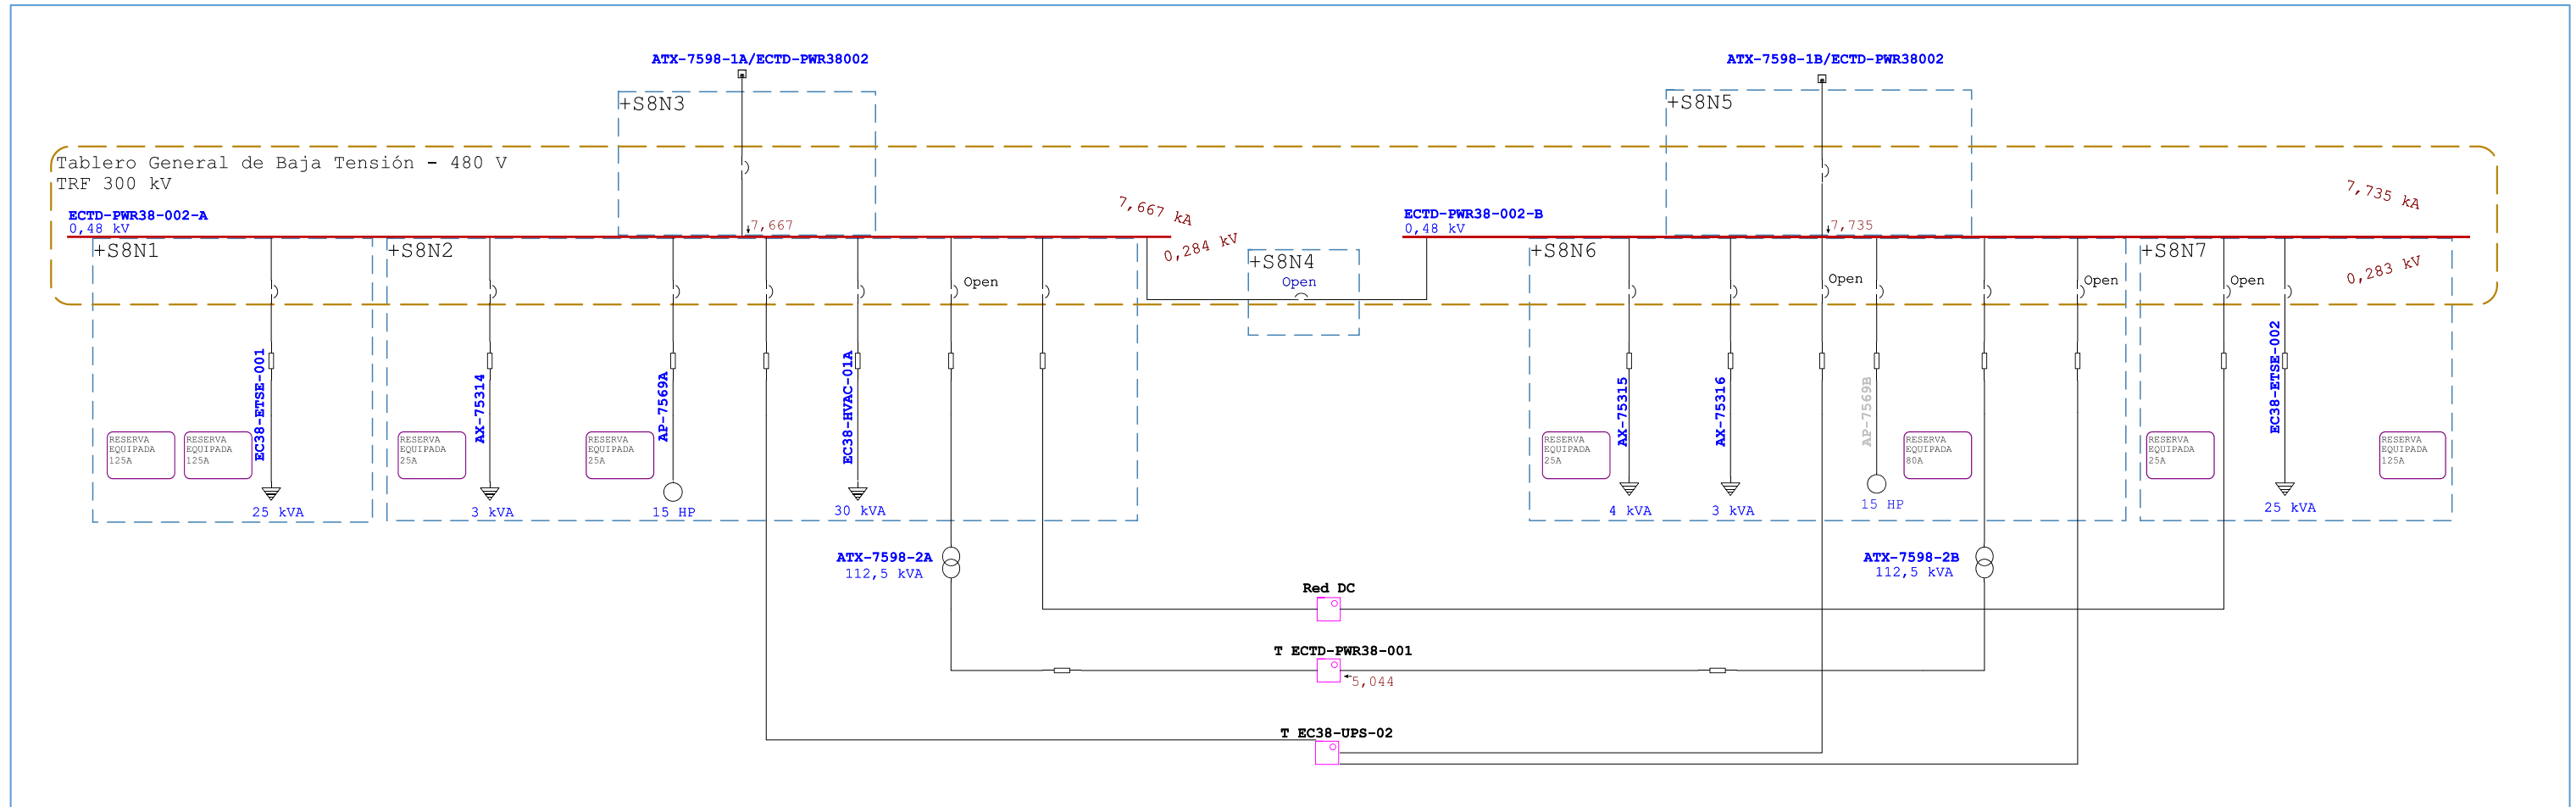 ATX-7598-1A/ECTD-PWR38002
ATX-7598-1B/ECTD-PWR38002
+S8N3
+S8N5
Tablero General de Baja Tensión - 480 V
TRF 300 kV
ECTD-PWR38-002-A
0,48 kV
7,667
7,667 kA
0,284 kV
ECTD-PWR38-002-B
0,48 kV
7,735
7,735 kA
0,283 kV
+S8N1
+S8N2
+S8N4
Open
+S8N6
+S8N7
Open
Open
Open
Open
EC38-ETSE-001
AX-75314
AP-7569A
EC38-HVAC-01A
AX-75315
AX-75316
AP-7569B
EC38-ETSE-002
RESERVA
EQUIPADA
125A
RESERVA
EQUIPADA
125A
RESERVA
EQUIPADA
25A
RESERVA
EQUIPADA
25A
RESERVA
EQUIPADA
25A
RESERVA
EQUIPADA
80A
RESERVA
EQUIPADA
25A
RESERVA
EQUIPADA
125A
25 kVA
3 kVA
15 HP
30 kVA
4 kVA
3 kVA
15 HP
25 kVA
ATX-7598-2A
112,5 kVA
ATX-7598-2B
112,5 kVA
Red DC
T ECTD-PWR38-001
5,044
T EC38-UPS-02